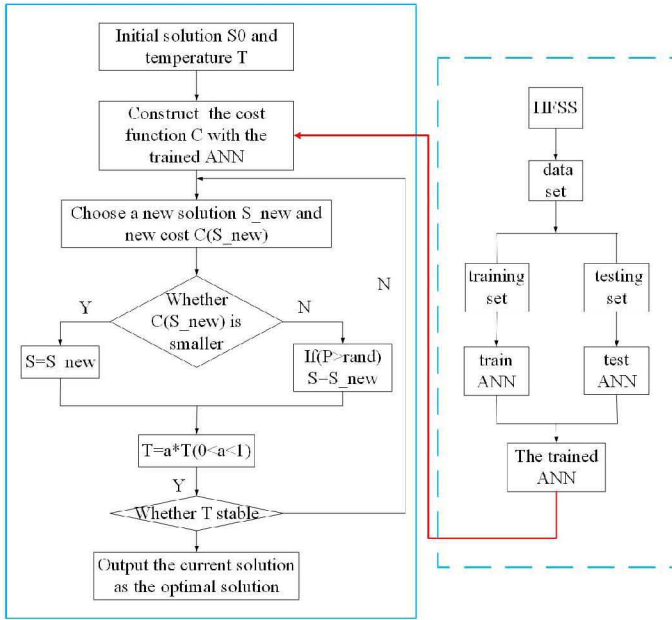 Initial solution S0 and
temperature T
Construct the cost
function C with the
trained ANN
Choose a new solution S_new and
new cost C(S_new)
Y
Whether
C(S_new) is
smaller
N
N
S=S_new
If(P>rand)
S=S_new
T=a*T(0<a<1)
Y
Whether T stable
Output the current solution
as the optimal solution
HFSS
data
set
training
set
testing
set
train
ANN
test
ANN
The trained
ANN